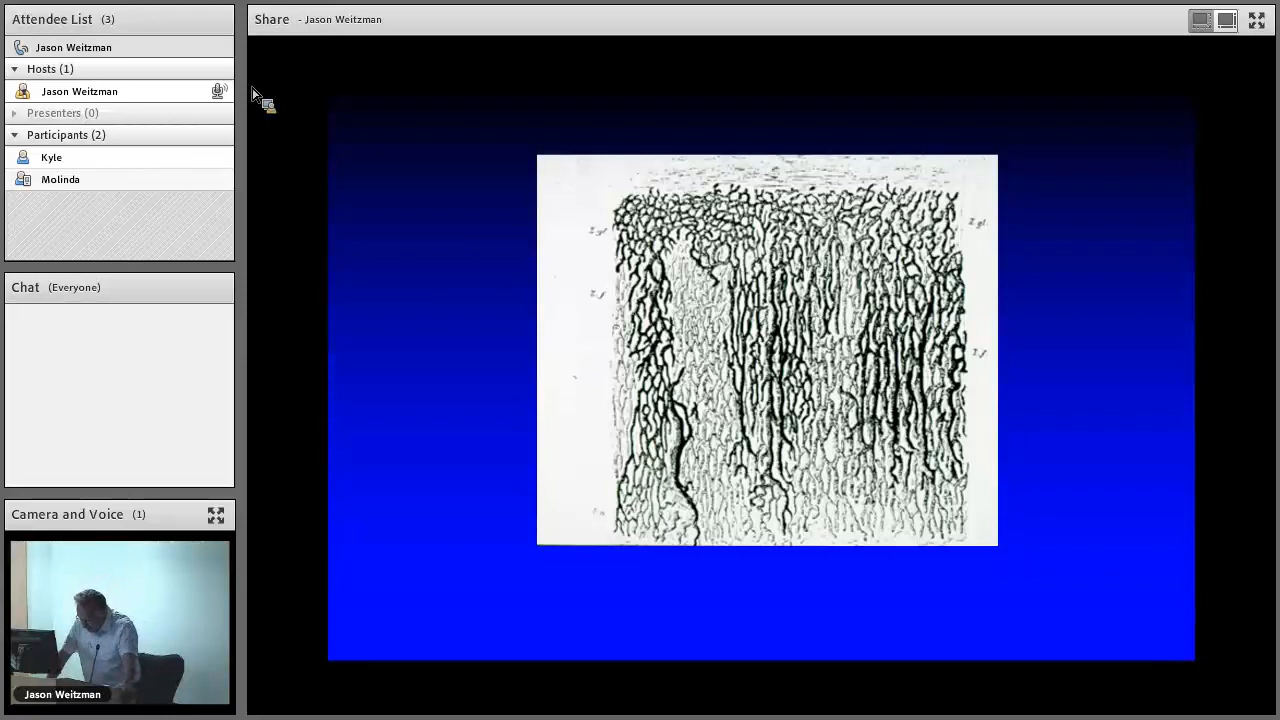 Attendee List (3)
Jason Weitzman
Hosts (1)
Jason Weitzman
Presenters (0)
Participants (2)
Kyle
Molinda
Chat (Everyone)
Camera and Voice (1)
Jason Weitzman
Share - Jason Weitzman
Z.gl.
Z.f